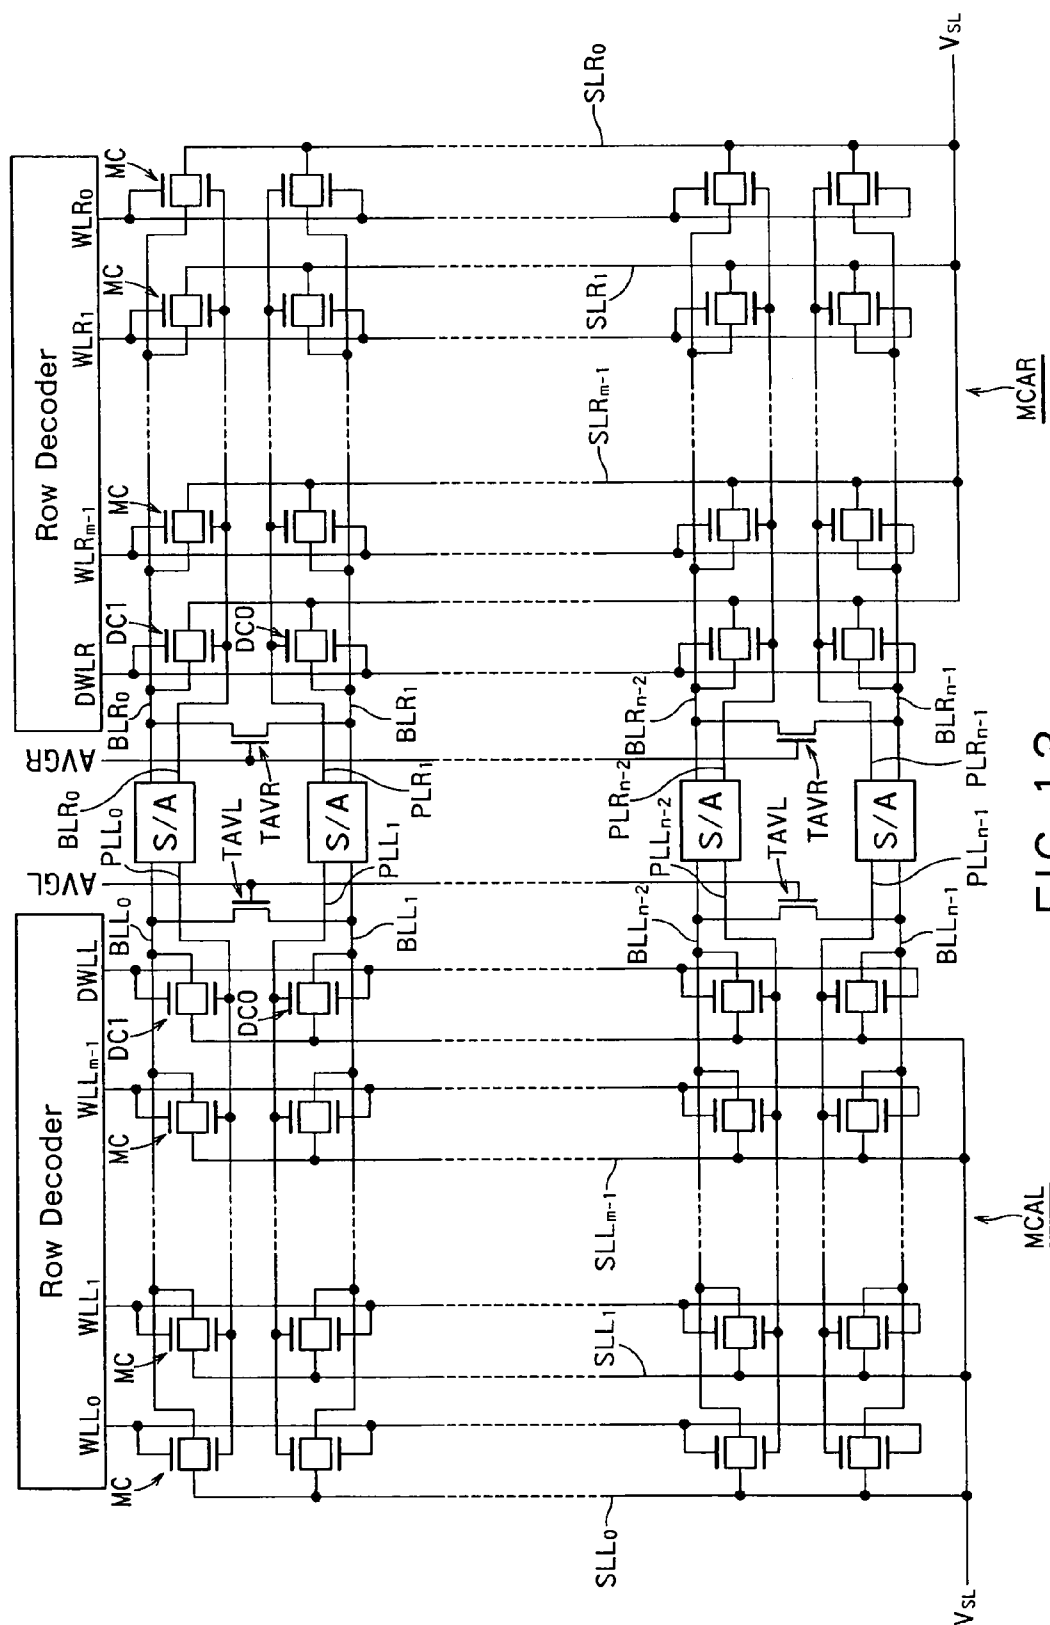 Row Decoder
Row Decoder
WLL0
WLL1
WLLm-1
DWLL
AVGL
AVGR
DWLR
WLRm-1
WLR1
WLR0
MC
MC
MC
DC1
BLL0
PLL0
BLR0
BLR0
DC1
MC
MC
MC
S/A
TAVL
TAVR
DC0
DC0
S/A
BLL1
PLL1
PLR1
BLR1
SLL0
SLL1
SLLm-1
SLRm-1
SLR1
SLR0
BLLn-2
PLLn-2
PLRn-2
BLRn-2
S/A
TAVL
TAVR
S/A
BLLn-1
PLLn-1
PLRn-1
BLRn-1
VSL
VSL
MCAL
MCAR